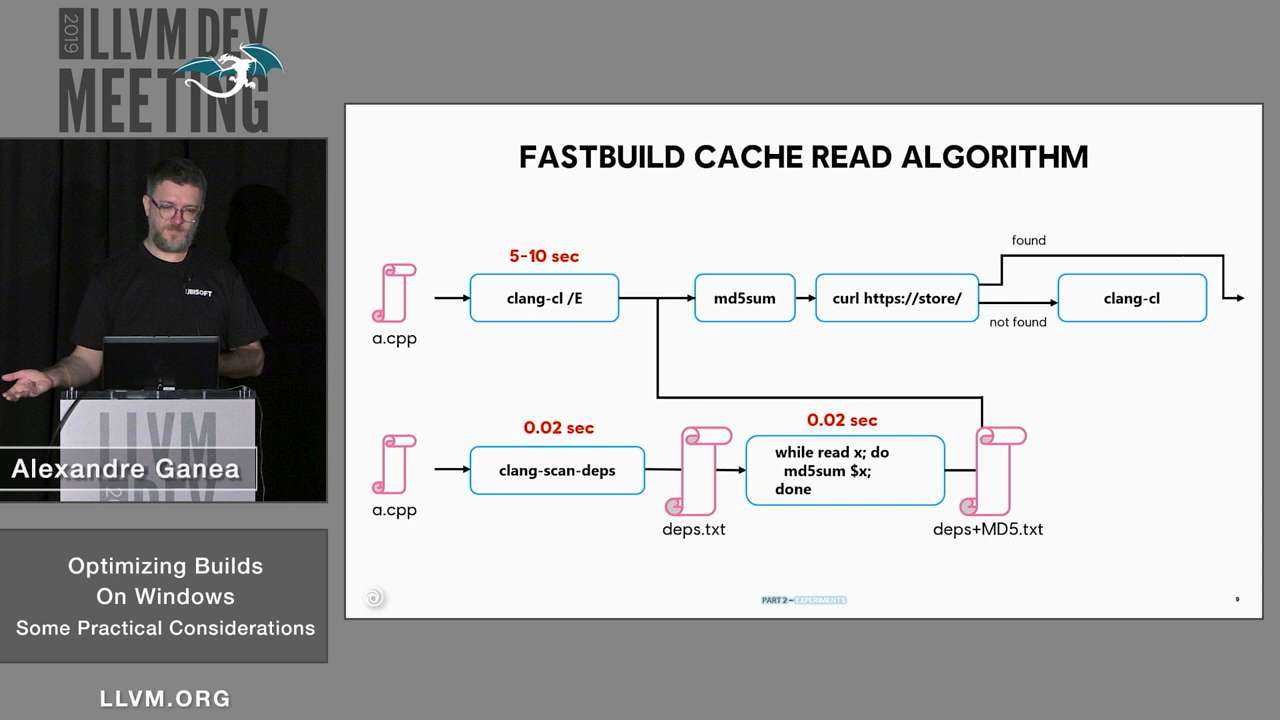 2019
LLVM DEV
MEETING
UBISOFT
LLVM
Alexandre Ganea
Optimizing Builds
On Windows
Some Practical Considerations
LLVM.ORG
FASTBUILD CACHE READ ALGORITHM
5-10 sec
found
clang-cl /E
md5sum
curl https://store/
clang-cl
not found
a.cpp
0.02 sec
0.02 sec
clang-scan-deps
while read x; do
md5sum $x;
done
a.cpp
deps.txt
deps+MD5.txt
PART 2 – EXPERIMENTS
9